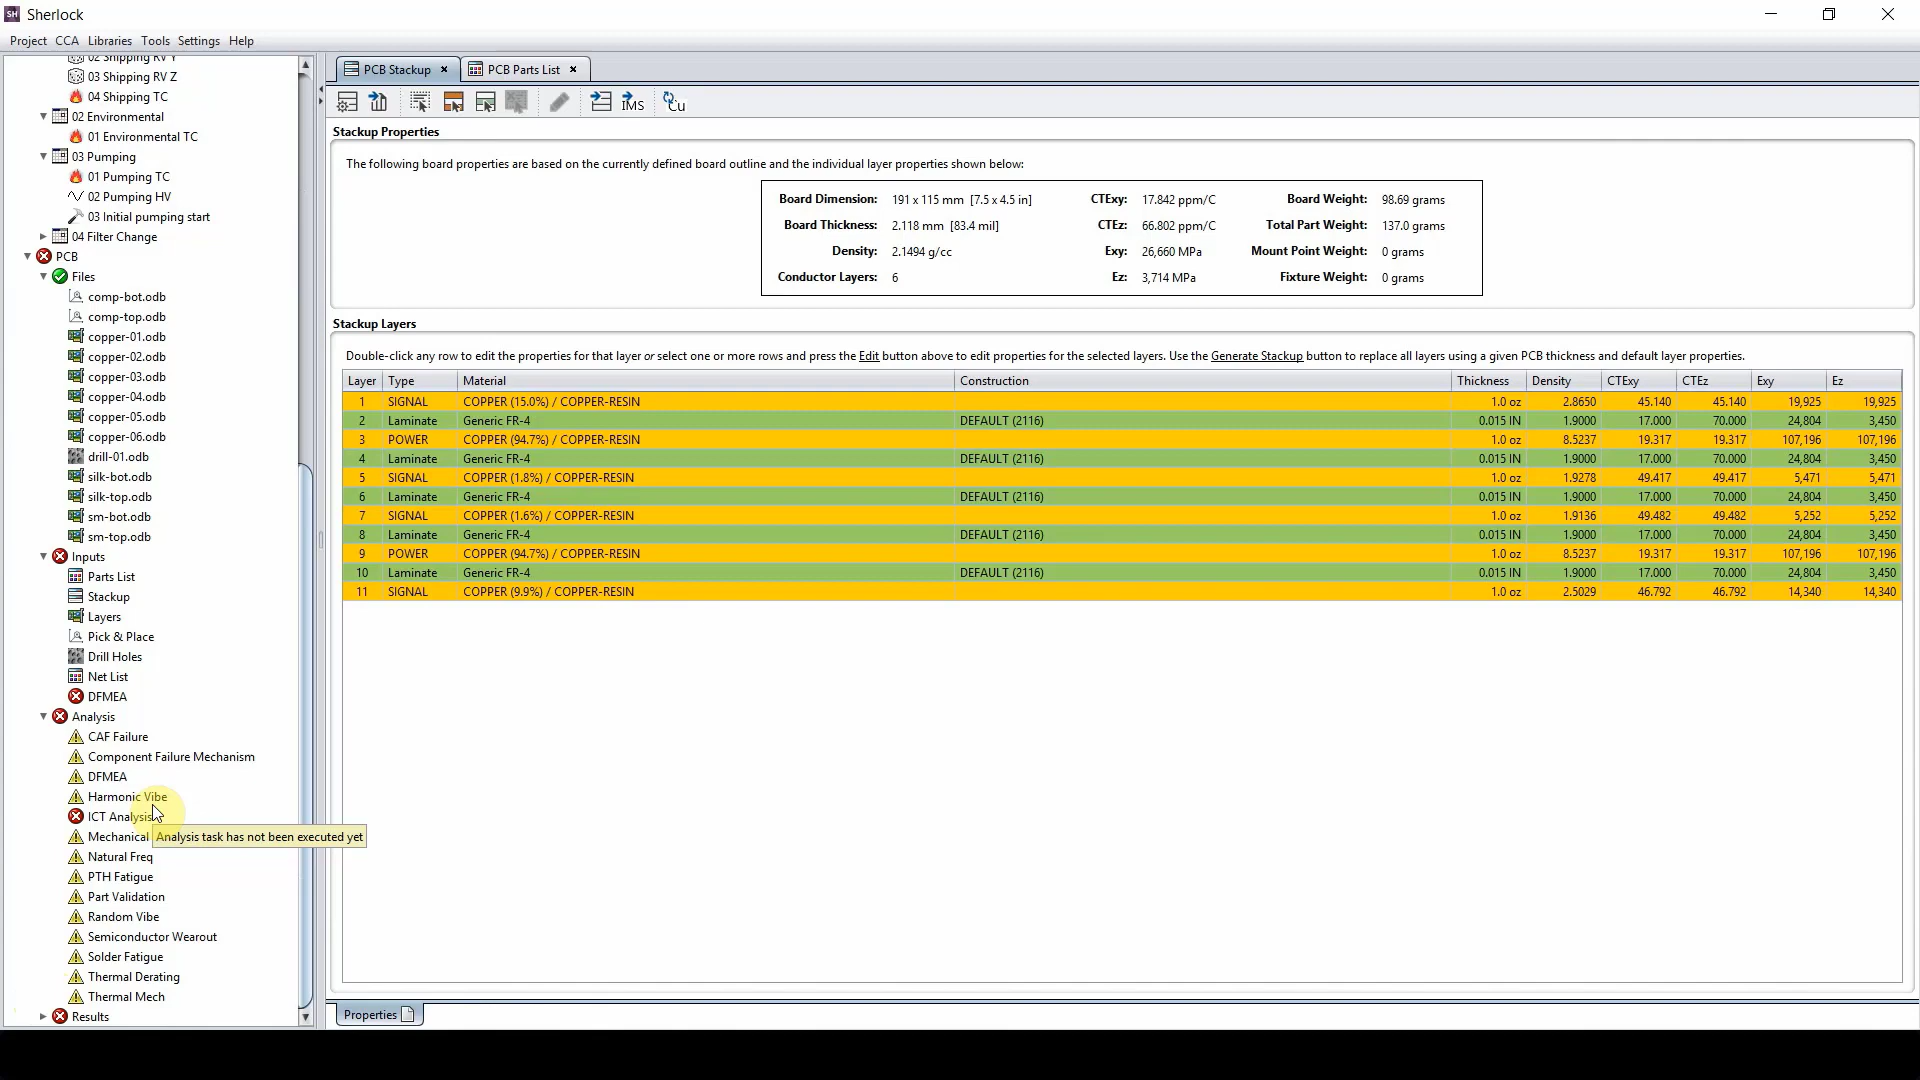 SH Sherlock
Project CCA Libraries Tools Settings Help
02 Shipping RV Y
03 Shipping RV Z
04 Shipping TC
02 Environmental
01 Environmental TC
03 Pumping
01 Pumping TC
02 Pumping HV
03 Initial pumping start
04 Filter Change
PCB
Files
comp-bot.odb
comp-top.odb
copper-01.odb
copper-02.odb
copper-03.odb
copper-04.odb
copper-05.odb
copper-06.odb
drill-01.odb
silk-bot.odb
silk-top.odb
sm-bot.odb
sm-top.odb
Inputs
Parts List
Stackup
Layers
Pick & Place
Drill Holes
Net List
DFMEA
Analysis
CAF Failure
Component Failure Mechanism
DFMEA
Harmonic Vibe
ICT Analysis
Mechanical
Analysis task has not been executed yet
Natural Freq
PTH Fatigue
Part Validation
Random Vibe
Semiconductor Wearout
Solder Fatigue
Thermal Derating
Thermal Mech
Results
PCB Stackup PCB Parts List
IMS Cu
Stackup Properties
The following board properties are based on the currently defined board outline and the individual layer properties shown below:
Board Dimension: 191 x 115 mm [7.5 x 4.5 in] CTExy: 17.842 ppm/C Board Weight: 98.69 grams
Board Thickness: 2.118 mm [83.4 mil] CTEz: 66.802 ppm/C Total Part Weight: 137.0 grams
Density: 2.1494 g/cc Exy: 26,660 MPa Mount Point Weight: 0 grams
Conductor Layers: 6 Ez: 3,714 MPa Fixture Weight: 0 grams
Stackup Layers
Double-click any row to edit the properties for that layer or select one or more rows and press the Edit button above to edit properties for the selected layers. Use the Generate Stackup button to replace all layers using a given PCB thickness and default layer properties.
Layer Type Material Construction Thickness Density CTExy CTEz Exy Ez
1 SIGNAL COPPER (15.0%) / COPPER-RESIN 1.0 oz 2.8650 45.140 45.140 19,925 19,925
2 Laminate Generic FR-4 DEFAULT (2116) 0.015 IN 1.9000 17.000 70.000 24,804 3,450
3 POWER COPPER (94.7%) / COPPER-RESIN 1.0 oz 8.5237 19.317 19.317 107,196 107,196
4 Laminate Generic FR-4 DEFAULT (2116) 0.015 IN 1.9000 17.000 70.000 24,804 3,450
5 SIGNAL COPPER (1.8%) / COPPER-RESIN 1.0 oz 1.9278 49.417 49.417 5,471 5,471
6 Laminate Generic FR-4 DEFAULT (2116) 0.015 IN 1.9000 17.000 70.000 24,804 3,450
7 SIGNAL COPPER (1.6%) / COPPER-RESIN 1.0 oz 1.9136 49.482 49.482 5,252 5,252
8 Laminate Generic FR-4 DEFAULT (2116) 0.015 IN 1.9000 17.000 70.000 24,804 3,450
9 POWER COPPER (94.7%) / COPPER-RESIN 1.0 oz 8.5237 19.317 19.317 107,196 107,196
10 Laminate Generic FR-4 DEFAULT (2116) 0.015 IN 1.9000 17.000 70.000 24,804 3,450
11 SIGNAL COPPER (9.9%) / COPPER-RESIN 1.0 oz 2.5029 46.792 46.792 14,340 14,340
Properties